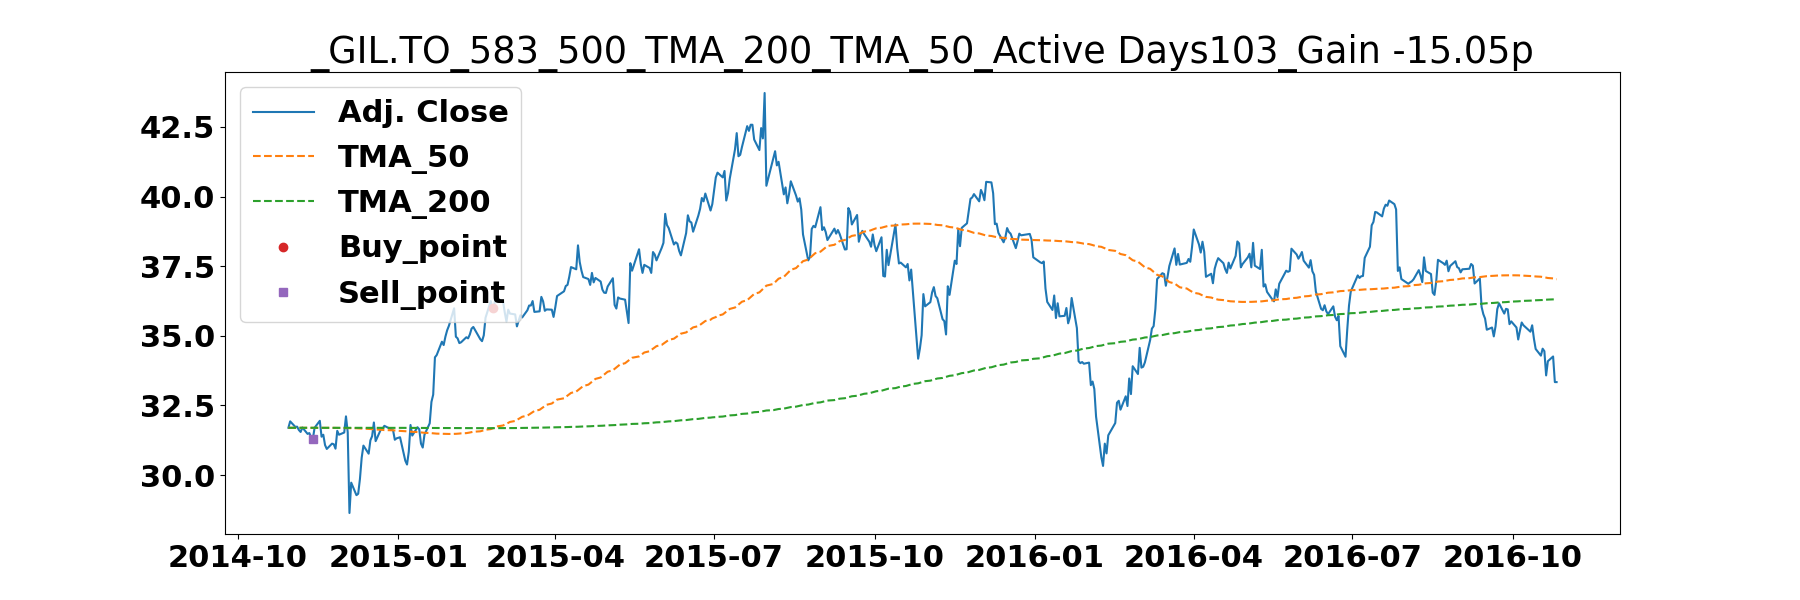 _GIL.TO_583_500_TMA_200_TMA_50_Active Days103_Gain -15.05p
Adj. Close
TMA_50
TMA_200
Buy_point
Sell_point
42.5
40.0
37.5
35.0
32.5
30.0
2014-10 2015-01 2015-04 2015-07 2015-10 2016-01 2016-04 2016-07 2016-10